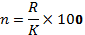 n = R/K × 100